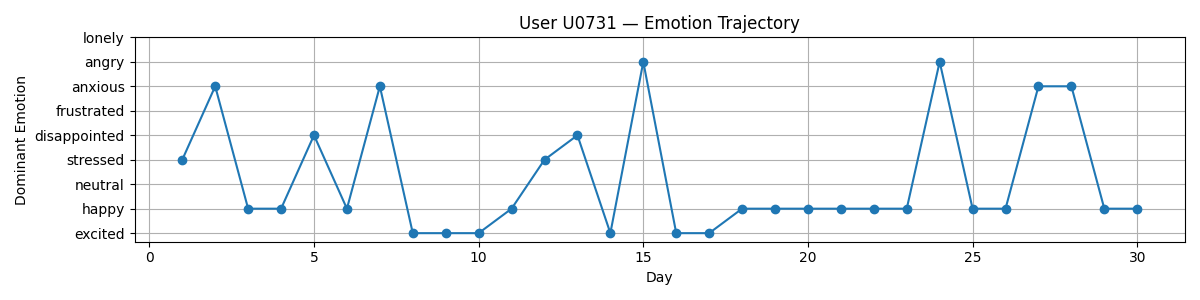 User U0731 — Emotion Trajectory
Dominant Emotion
lonely
angry
anxious
frustrated
disappointed
stressed
neutral
happy
excited
0 5 10 15 20 25 30
Day